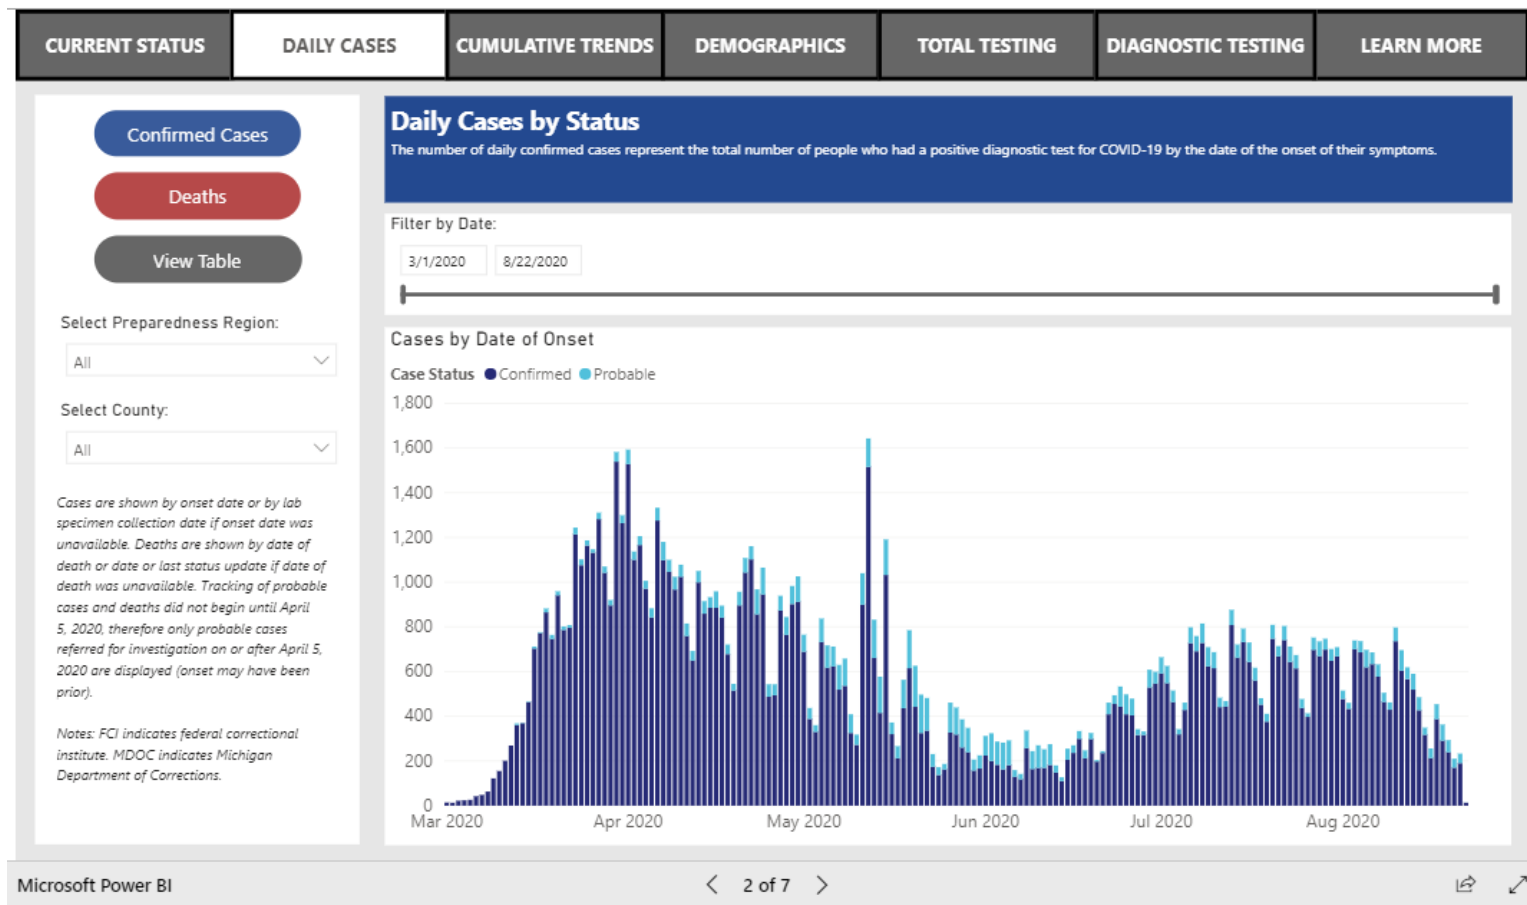 CURRENT STATUS
DAILY CASES
CUMULATIVE TRENDS
DEMOGRAPHICS
TOTAL TESTING
DIAGNOSTIC TESTING
LEARN MORE
Confirmed Cases
Deaths
View Table
Select Preparedness Region:
All
Select County:
All
Cases are shown by onset date or by lab
specimen collection date if onset date was
unavailable. Deaths are shown by date of
death or date or last status update if date of
death was unavailable. Tracking of probable
cases and deaths did not begin until April
5, 2020, therefore only probable cases
referred for investigation on or after April 5,
2020 are displayed (onset may have been
prior).
Notes: FCI indicates federal correctional
institute. MDOC indicates Michigan
Department of Corrections.
Daily Cases by Status
The number of daily confirmed cases represent the total number of people who had a positive diagnostic test for COVID-19 by the date of the onset of their symptoms.
Filter by Date:
3/1/2020
8/22/2020
Cases by Date of Onset
Case Status Confirmed Probable
1,800
1,600
1,400
1,200
1,000
800
600
400
200
0
Mar 2020
Apr 2020
May 2020
Jun 2020
Jul 2020
Aug 2020
Microsoft Power BI
2 of 7